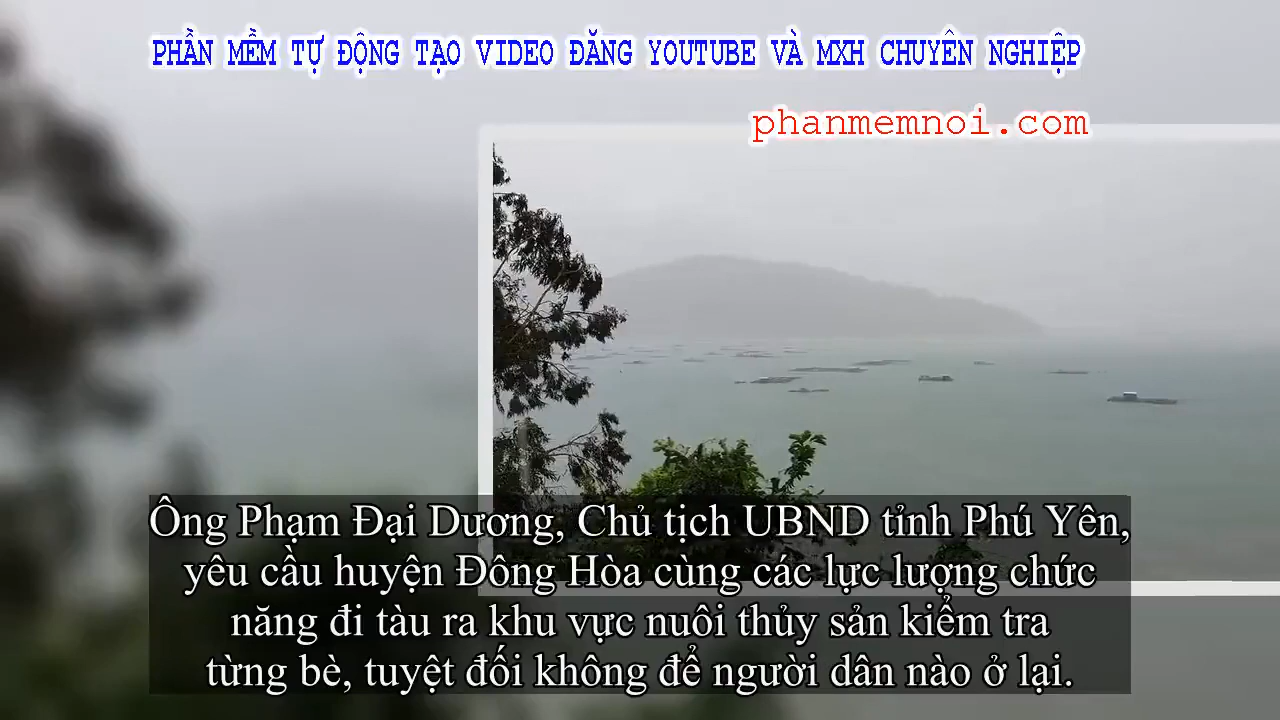 PHẦN MỀM TỰ ĐỘNG TẠO VIDEO ĐĂNG YOUTUBE VÀ MXH CHUYÊN NGHIỆP
phanmemnoi.com
Ông Phạm Đại Dương, Chủ tịch UBND tỉnh Phú Yên,
yêu cầu huyện Đông Hòa cùng các lực lượng chức
năng đi tàu ra khu vực nuôi thủy sản kiểm tra
từng bè, tuyệt đối không để người dân nào ở lại.